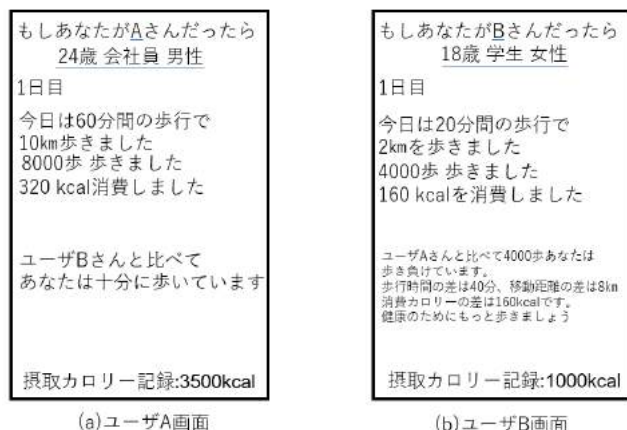 もしあなたがAさんだったら
24歳 会社員 男性
1日目
今日は60分間の歩行で
10km歩きました
8000歩 歩きました
320 kcal消費しました
ユーザBさんと比べて
あなたは十分に歩いています
摂取カロリー記録:3500kcal
(a)ユーザA画面
もしあなたがBさんだったら
18歳 学生 女性
1日目
今日は20分間の歩行で
2kmを歩きました
4000歩 歩きました
160 kcalを消費しました
ユーザAさんと比べて4000歩あなたは
歩き負けています。
歩行時間の差は40分、移動距離の差は8km
消費カロリーの差は160kcalです。
健康のためにもっと歩きましょう
摂取カロリー記録:1000kcal
(b)ユーザB画面